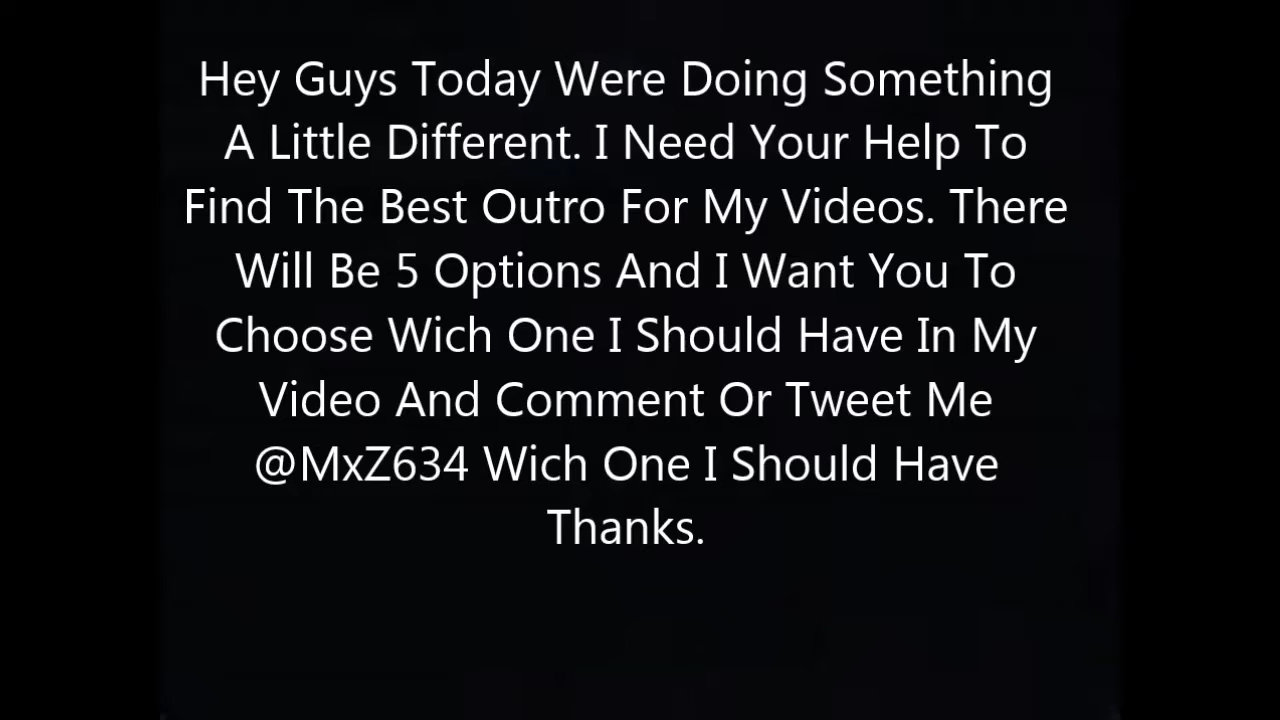 Hey Guys Today Were Doing Something
A Little Different. I Need Your Help To
Find The Best Outro For My Videos. There
Will Be 5 Options And I Want You To
Choose Wich One I Should Have In My
Video And Comment Or Tweet Me
@MxZ634 Wich One I Should Have
Thanks.